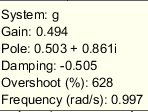 System: g
Gain: 0.494
Pole: 0.503 + 0.861i
Damping: -0.505
Overshoot (%): 628
Frequency (rad/s): 0.997